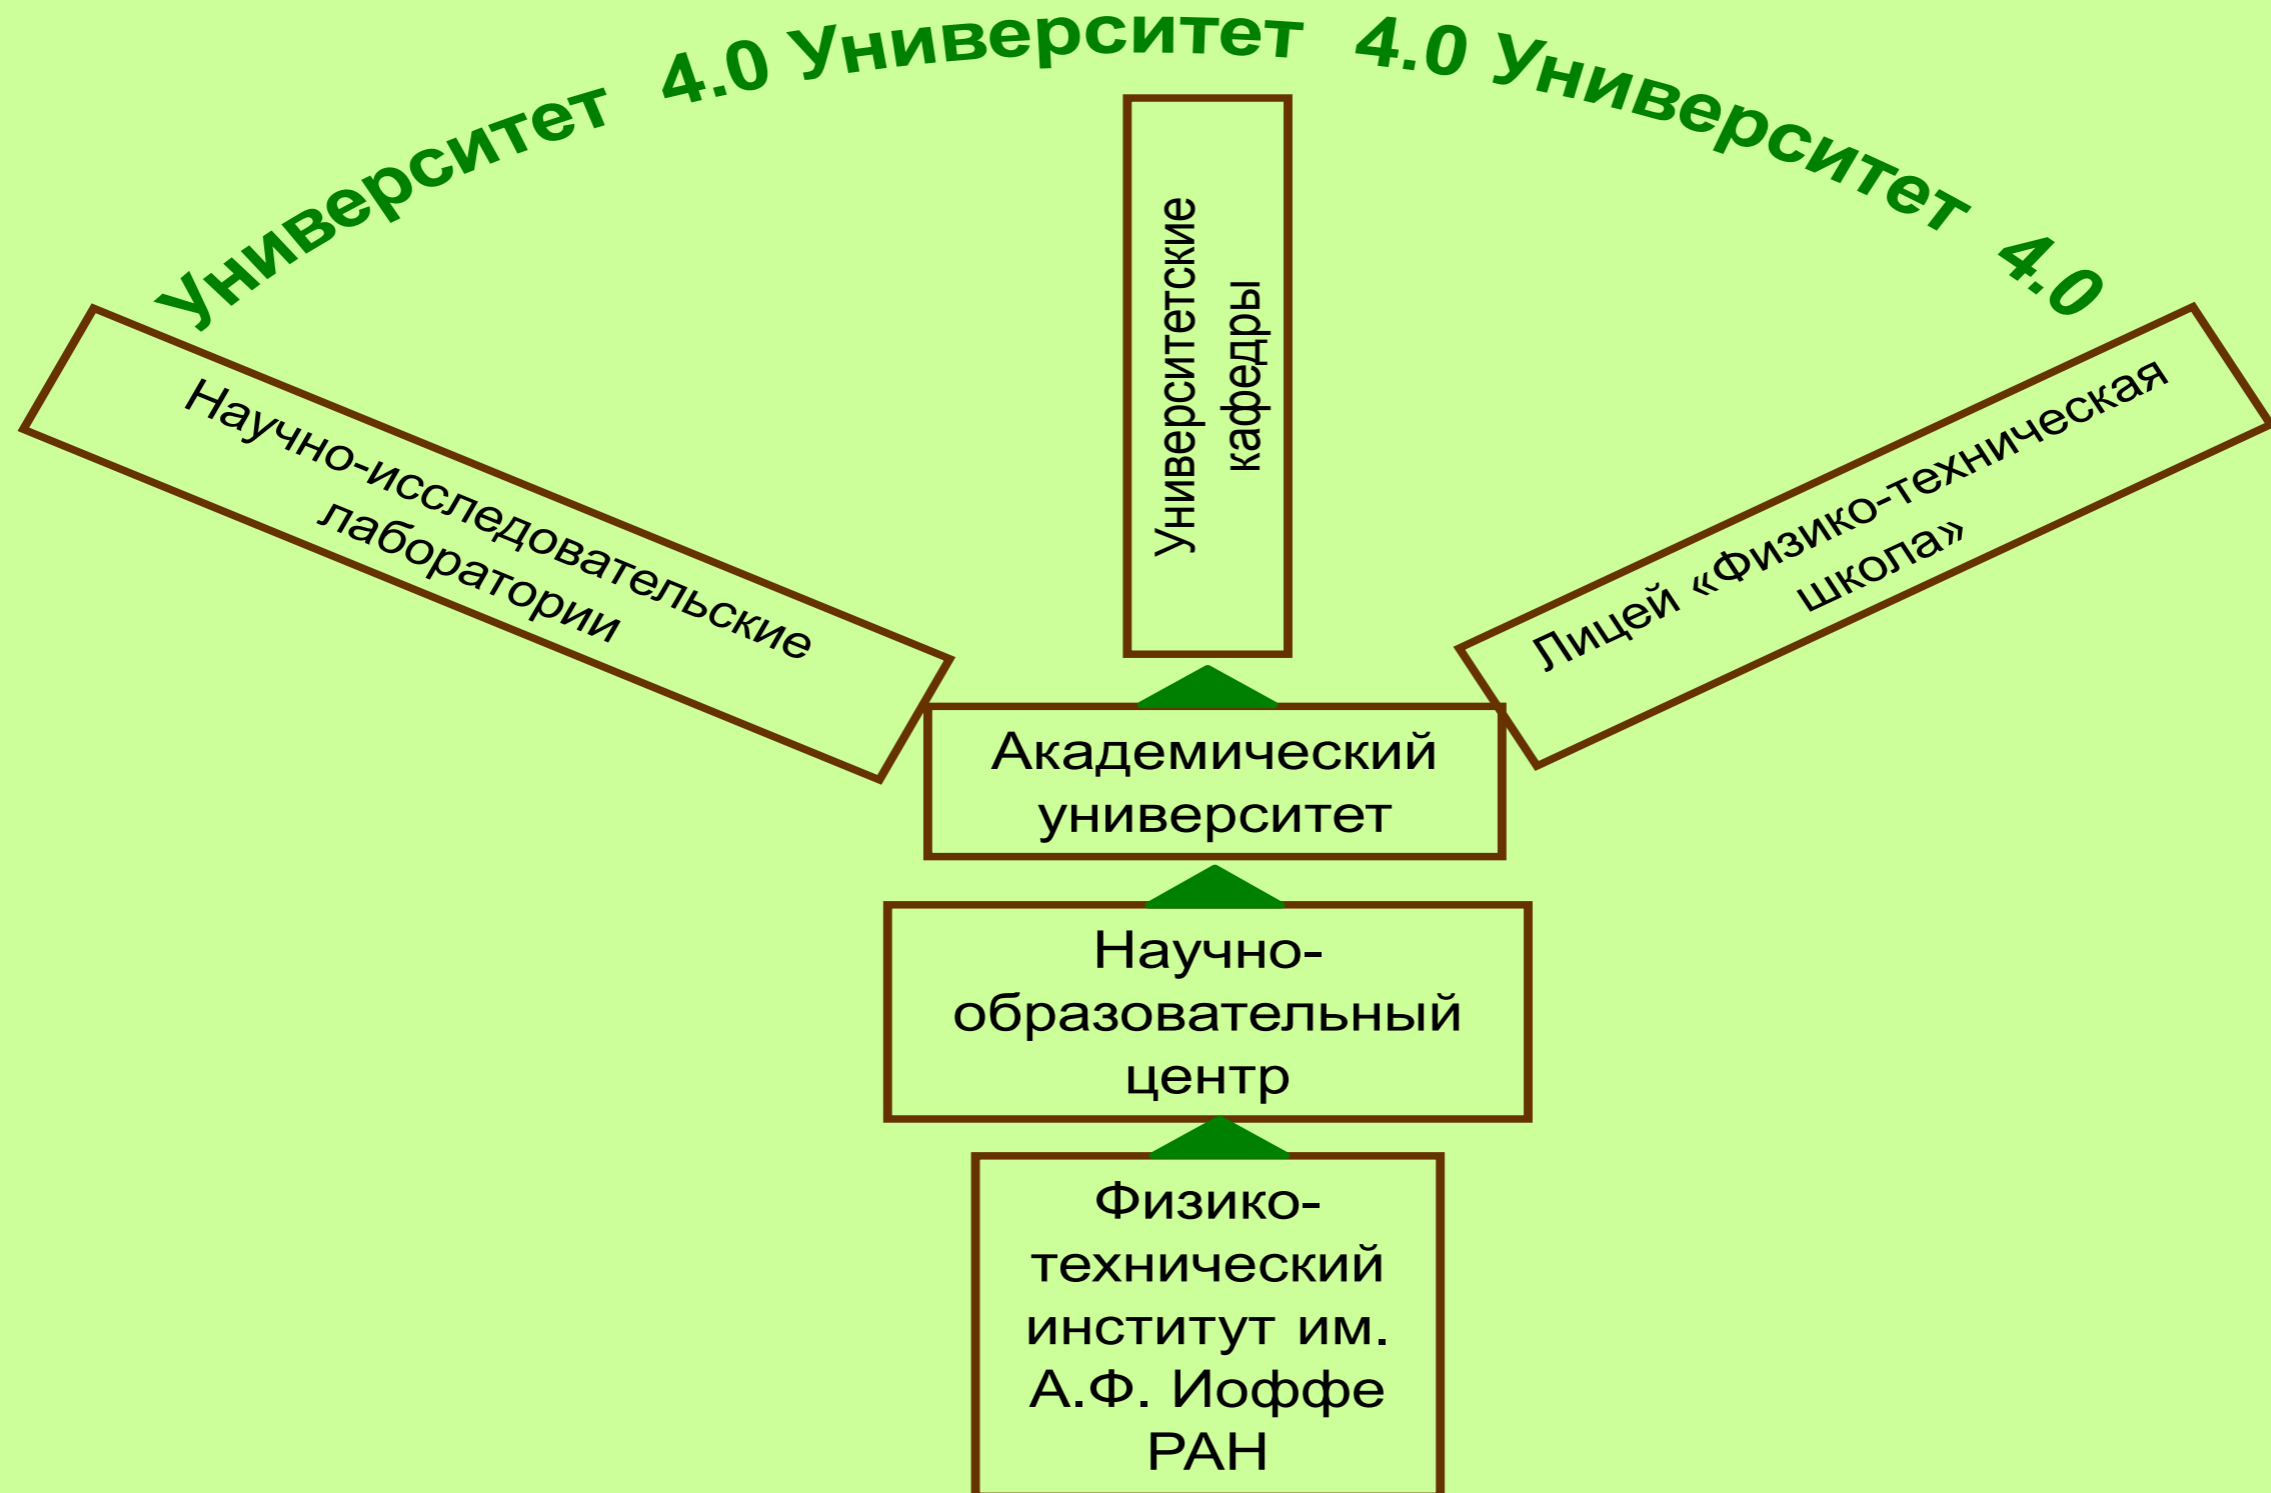 Университет 4.0 Университет 4.0 Университет 4.0
Научно-исследовательские
лаборатории
Университетские
кафедры
Лицей «Физико-техническая
школа»
Академический
университет
Научно-
образовательный
центр
Физико-
технический
институт им.
А.Ф. Иоффе
РАН